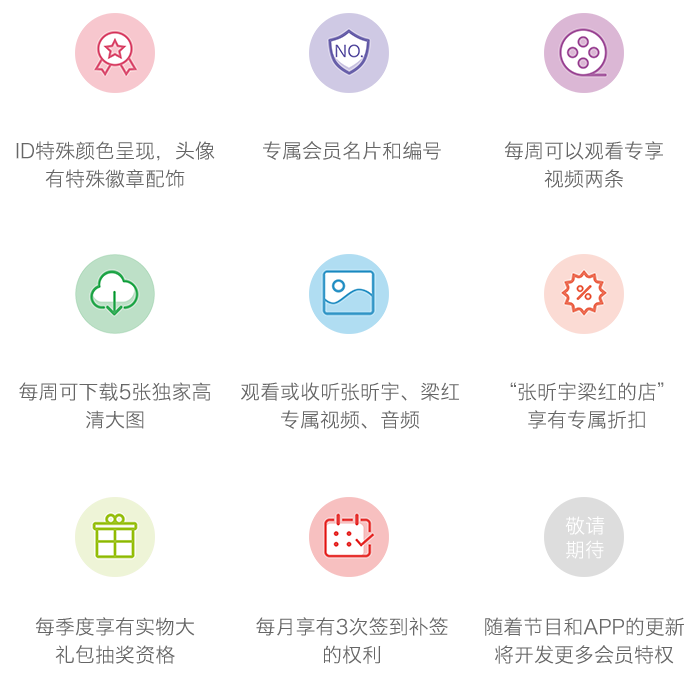 NO.
ID特殊颜色呈现，头像
有特殊徽章配饰
专属会员名片和编号
每周可以观看专享
视频两条
每周可下载5张独家高
清大图
观看或收听张昕宇、梁红
专属视频、音频
“张昕宇梁红的店”
享有专属折扣
敬请
期待
每季度享有实物大
礼包抽奖资格
每月享有3次签到补签
的权利
随着节目和APP的更新
将开发更多会员特权